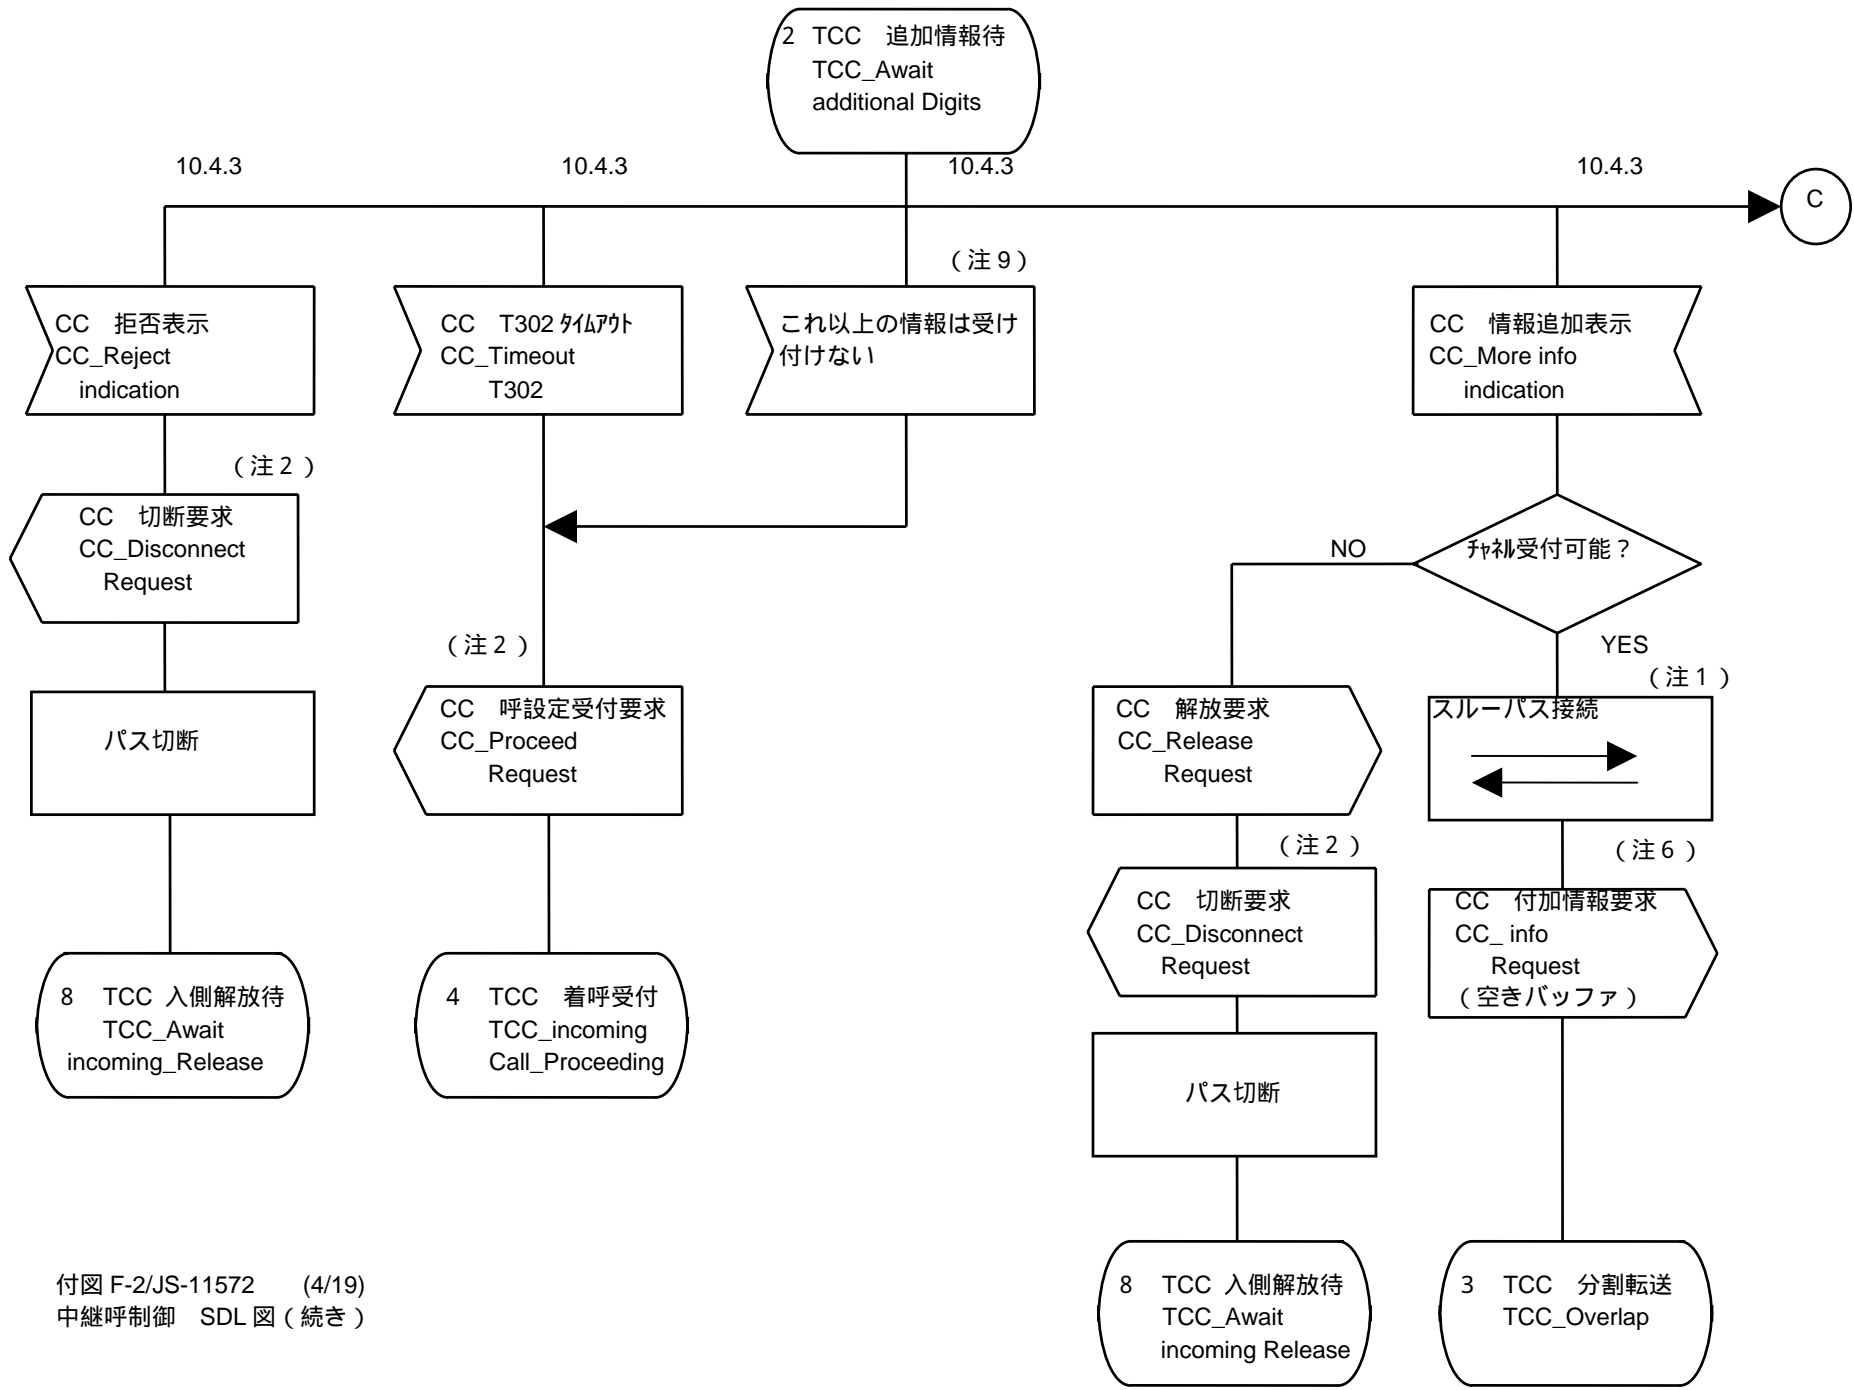 2 TCC 追加情報待
TCC_Await
additional Digits
10.4.3
10.4.3
10.4.3
10.4.3
C
(注9)
CC 拒否表示
CC_Reject
indication
CC T302 ﾀｲﾑｱｳﾄ
CC_Timeout
T302
これ以上の情報は受け
付けない
CC 情報追加表示
CC_More info
indication
(注2)
CC 切断要求
CC_Disconnect
Request
NO
ﾁｬﾈﾙ受付可能?
YES
(注1)
(注2)
パス切断
CC 呼設定受付要求
CC_Proceed
Request
CC 解放要求
CC_Release
Request
スルーパス接続
(注2)
(注6)
CC 切断要求
CC_Disconnect
Request
CC 付加情報要求
CC_ info
Request
(空きバッファ)
8 TCC 入側解放待
TCC_Await
incoming_Release
4 TCC 着呼受付
TCC_incoming
Call_Proceeding
パス切断
8 TCC 入側解放待
TCC_Await
incoming Release
3 TCC 分割転送
TCC_Overlap
付図 F-2/JS-11572 (4/19)
中継呼制御 SDL 図(続き)